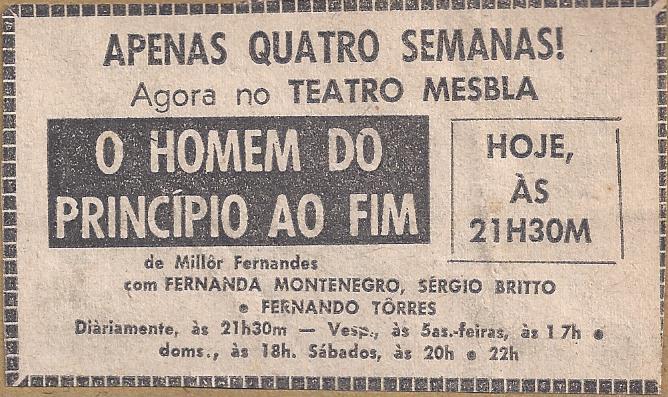 APENAS QUATRO SEMANAS!
Agora no TEATRO MESBLA
O HOMEM DO
PRINCÍPIO AO FIM
HOJE,
ÀS
21H30M
de Millôr Fernandes
com FERNANDA MONTENEGRO, SÉRGIO BRITTO
e FERNANDO TÔRRES
Diàriamente, às 21h30m — Vesp., às 5as.-feiras, às 17h e
doms., às 18h. Sábados, às 20h e 22h